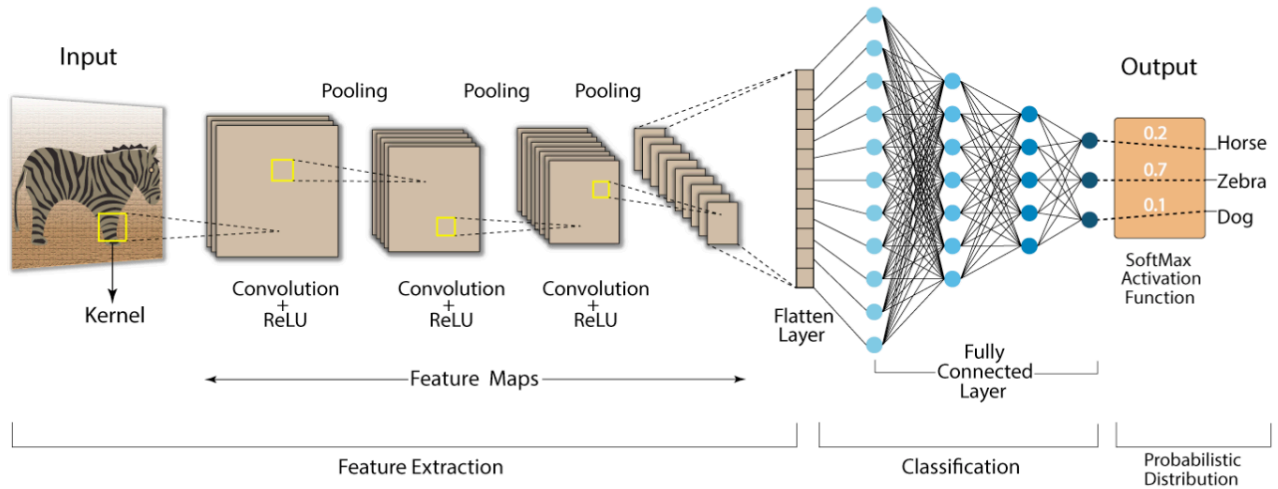 Input
Kernel
Pooling
Pooling
Pooling
Convolution
+
ReLU
Convolution
+
ReLU
Convolution
+
ReLU
Feature Maps
Flatten
Layer
Fully
Connected
Layer
Output
0.2
Horse
0.7
Zebra
0.1
Dog
SoftMax
Activation
Function
Feature Extraction
Classification
Probabilistic
Distribution